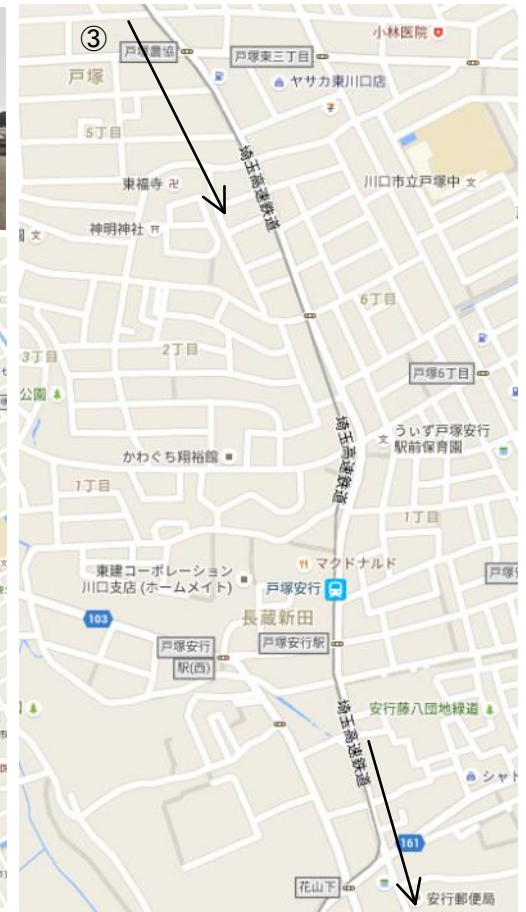 ③
戸塚農協
戸塚東三丁目
小林医院
戸塚
ヤサカ東川口店
5丁目
埼玉高速鉄道
東福寺
川口市立戸塚中
神明神社
6丁目
3丁目
2丁目
戸塚6丁目
公園
うぃず戸塚安行
駅前保育園
埼玉高速鉄道
かわぐち翔裕館
1丁目
1丁目
東建コーポレーション
川口支店 (ホームメイト)
マクドナルド
戸塚安行
戸塚安
103
長蔵新田
戸塚安行
駅(西)
戸塚安行駅
埼玉高速鉄道
安行藤八団地緑道
シャト
161
花山下
安行郵便局